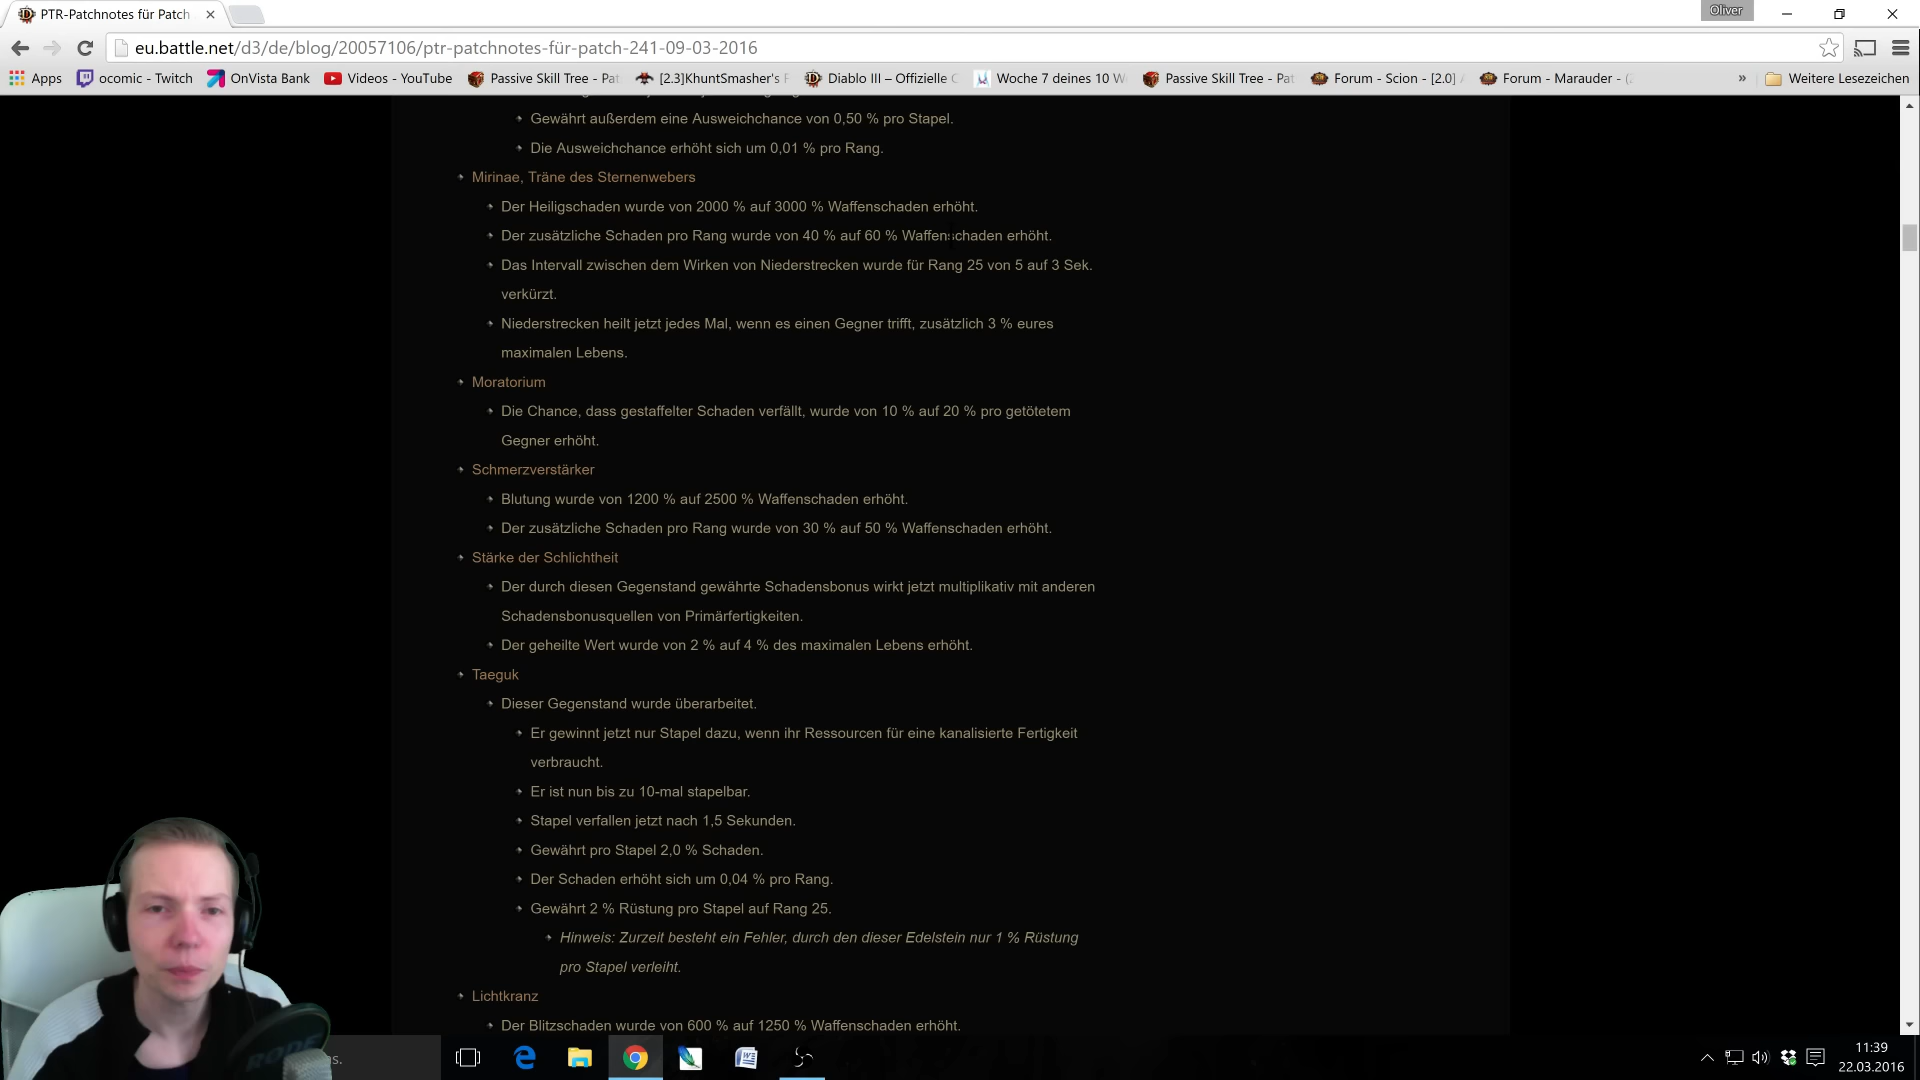 PTR-Patchnotes für Patch
Oliver
eu.battle.net/d3/de/blog/20057106/ptr-patchnotes-für-patch-241-09-03-2016
Apps
ocomic - Twitch
OnVista Bank
Videos - YouTube
Passive Skill Tree - Pat
[2.3]KhuntSmasher's F
Diablo III – Offizielle
Woche 7 deines 10 W
Passive Skill Tree - Pat
Forum - Scion - [2.0]
Forum - Marauder - (
»
Weitere Lesezeichen
Gewährt außerdem eine Ausweichchance von 0,50 % pro Stapel.
Die Ausweichchance erhöht sich um 0,01 % pro Rang.
Mirinae, Träne des Sternenwebers
Der Heiligschaden wurde von 2000 % auf 3000 % Waffenschaden erhöht.
Der zusätzliche Schaden pro Rang wurde von 40 % auf 60 % Waffenschaden erhöht.
Das Intervall zwischen dem Wirken von Niederstrecken wurde für Rang 25 von 5 auf 3 Sek.
verkürzt.
Niederstrecken heilt jetzt jedes Mal, wenn es einen Gegner trifft, zusätzlich 3 % eures
maximalen Lebens.
Moratorium
Die Chance, dass gestaffelter Schaden verfällt, wurde von 10 % auf 20 % pro getötetem
Gegner erhöht.
Schmerzverstärker
Blutung wurde von 1200 % auf 2500 % Waffenschaden erhöht.
Der zusätzliche Schaden pro Rang wurde von 30 % auf 50 % Waffenschaden erhöht.
Stärke der Schlichtheit
Der durch diesen Gegenstand gewährte Schadensbonus wirkt jetzt multiplikativ mit anderen
Schadensbonusquellen von Primärfertigkeiten.
Der geheilte Wert wurde von 2 % auf 4 % des maximalen Lebens erhöht.
Taeguk
Dieser Gegenstand wurde überarbeitet.
Er gewinnt jetzt nur Stapel dazu, wenn ihr Ressourcen für eine kanalisierte Fertigkeit
verbraucht.
Er ist nun bis zu 10-mal stapelbar.
Stapel verfallen jetzt nach 1,5 Sekunden.
Gewährt pro Stapel 2,0 % Schaden.
Der Schaden erhöht sich um 0,04 % pro Rang.
Gewährt 2 % Rüstung pro Stapel auf Rang 25.
Hinweis: Zurzeit besteht ein Fehler, durch den dieser Edelstein nur 1 % Rüstung
pro Stapel verleiht.
Lichtkranz
Der Blitzschaden wurde von 600 % auf 1250 % Waffenschaden erhöht.
RODE
11:39
22.03.2016